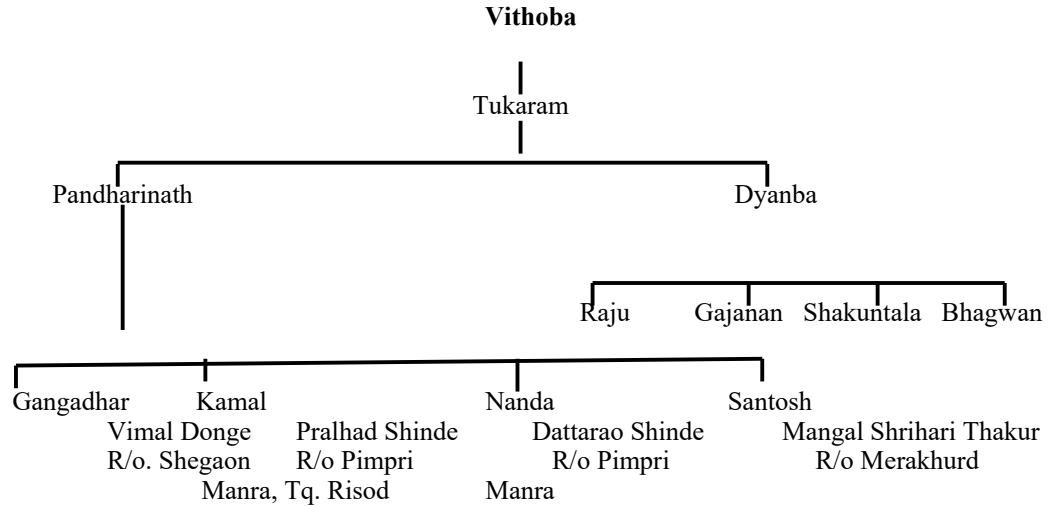 Vithoba
Tukaram
Pandharinath Dyanba
Raju Gajanan Shakuntala Bhagwan
Gangadhar Kamal Nanda Santosh
Vimal Donge Pralhad Shinde Dattarao Shinde Mangal Shrihari Thakur
R/o. Shegaon R/o Pimpri R/o Pimpri R/o Merakhurd
Manra, Tq. Risod Manra